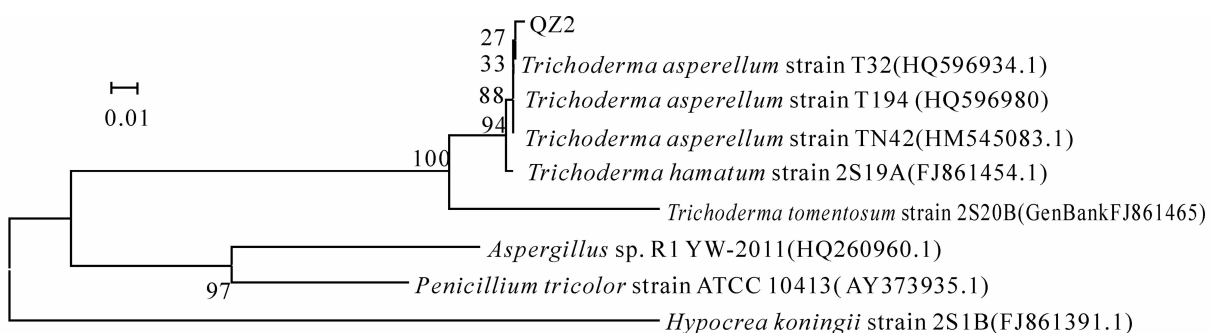 QZ2
27
33
Trichoderma asperellum strain T32(HQ596934.1)
88
Trichoderma asperellum strain T194 (HQ596980)
0.01
94
Trichoderma asperellum strain TN42(HM545083.1)
100
Trichoderma hamatum strain 2S19A(FJ861454.1)
Trichoderma tomentosum strain 2S20B(GenBankFJ861465)
Aspergillus sp. R1 YW-2011(HQ260960.1)
97
Penicillium tricolor strain ATCC 10413( AY373935.1)
Hypocrea koningii strain 2S1B(FJ861391.1)